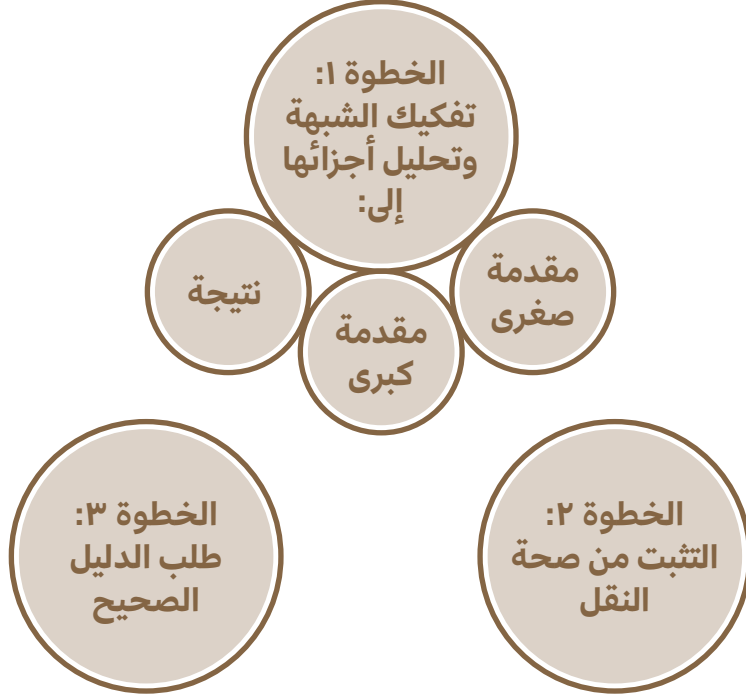 الخطوة ١:
تفكيك الشبهة
وتحليل أجزائها
إلى:
مقدمة
صغرى
مقدمة
كبرى
نتيجة
الخطوة ٢:
التثبت من صحة
النقل
الخطوة ٣:
طلب الدليل
الصحيح